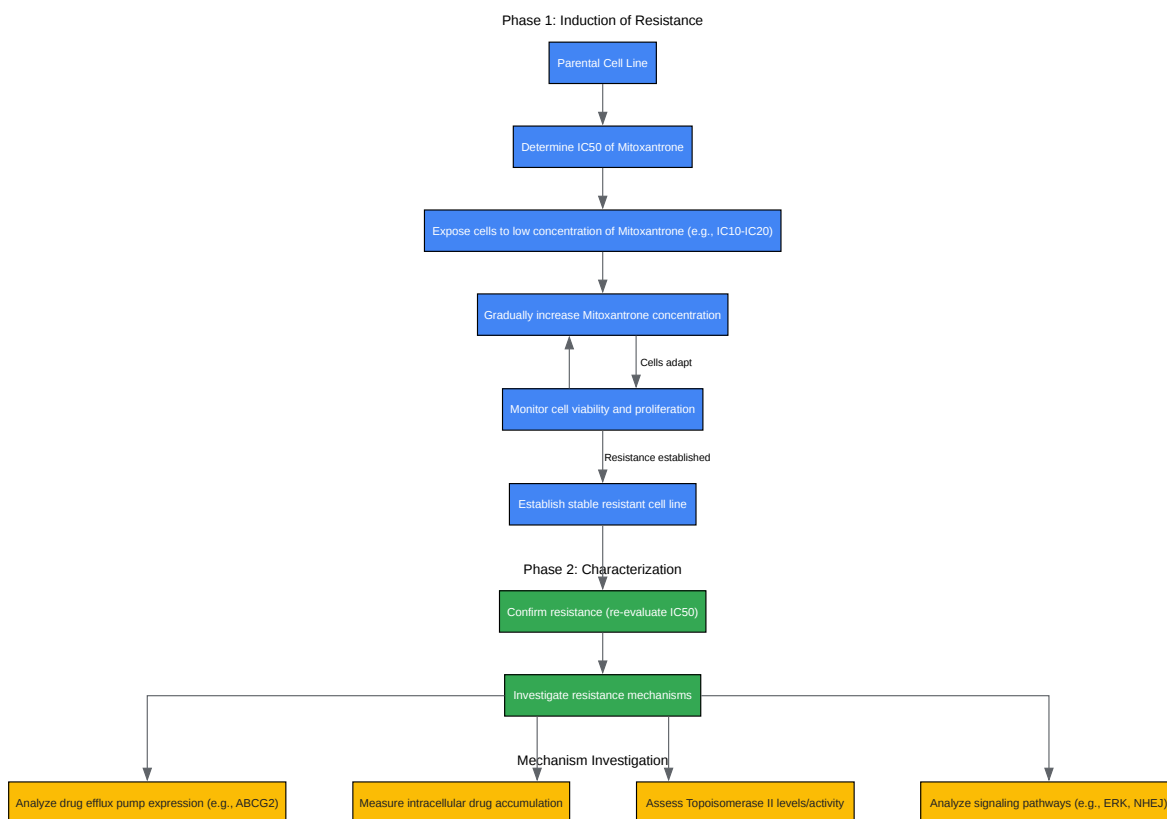 Phase 1: Induction of Resistance
Parental Cell Line
Determine IC50 of Mitoxantrone
Expose cells to low concentration of Mitoxantrone (e.g., IC10-IC20)
Gradually increase Mitoxantrone concentration
Cells adapt
Monitor cell viability and proliferation
Resistance established
Establish stable resistant cell line
Phase 2: Characterization
Confirm resistance (re-evaluate IC50)
Investigate resistance mechanisms
Mechanism Investigation
Analyze drug efflux pump expression (e.g., ABCG2)
Measure intracellular drug accumulation
Assess Topoisomerase II levels/activity
Analyze signaling pathways (e.g., ERK, NHEJ)